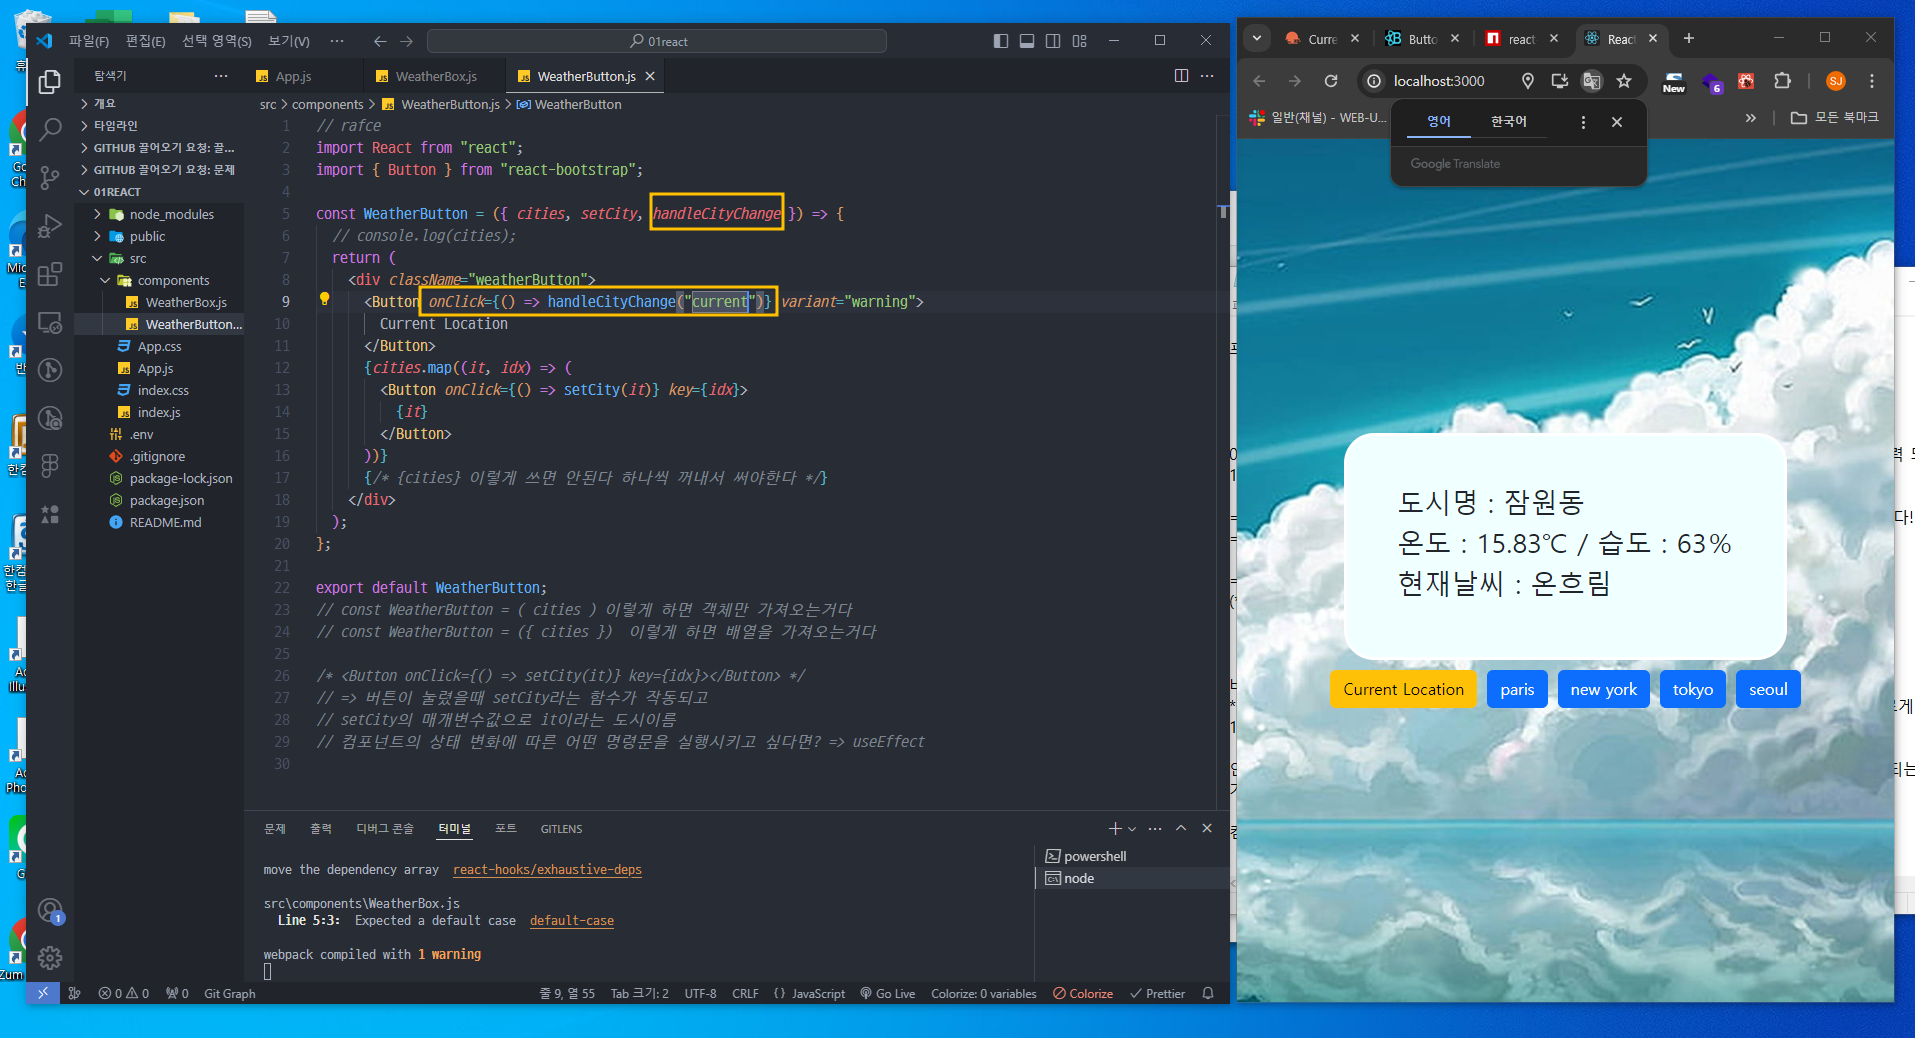 파일(F) 편집(E) 선택 영역(S) 보기(V) ··· 01react
탐색기 ···
개요
타임라인
GITHUB 끌어오기 요청: 끌...
GITHUB 끌어오기 요청: 문제
01REACT
node_modules
public
src
components
WeatherBox.js
WeatherButton...
App.css
App.js
index.css
index.js
.env
.gitignore
package-lock.json
package.json
README.md
1
App.js WeatherBox.js WeatherButton.js
src > components > WeatherButton.js > WeatherButton
1 // rafce
2 import React from "react";
3 import { Button } from "react-bootstrap";
4
5 const WeatherButton = ({ cities, setCity, handleCityChange }) => {
6 // console.log(cities);
7 return (
8 <div className="weatherButton">
9 <Button onClick={() => handleCityChange("current")} variant="warning">
10 Current Location
11 </Button>
12 {cities.map((it, idx) => (
13 <Button onClick={() => setCity(it)} key={idx}>
14 {it}
15 </Button>
16 ))}
17 {/* {cities} 이렇게 쓰면 안된다 하나씩 꺼내서 써야한다 */}
18 </div>
19 );
20 };
21
22 export default WeatherButton;
23 // const WeatherButton = ( cities ) 이렇게 하면 객체만 가져오는거다
24 // const WeatherButton = ({ cities }) 이렇게 하면 배열을 가져오는거다
25
26 /* <Button onClick={() => setCity(it)} key={idx}></Button> */
27 // => 버튼이 눌렸을때 setCity라는 함수가 작동되고
28 // setCity의 매개변수값으로 it이라는 도시이름
29 // 컴포넌트의 상태 변화에 따른 어떤 명령문을 실행시키고 싶다면? => useEffect
30
문제 출력 디버그 콘솔 터미널 포트 GITLENS
move the dependency array react-hooks/exhaustive-deps
src\components\WeatherBox.js
Line 5:3: Expected a default case default-case
webpack compiled with 1 warning
powershell
node
0 0 0 Git Graph 줄 9, 열 55 Tab 크기: 2 UTF-8 CRLF {} JavaScript Go Live Colorize: 0 variables Colorize Prettier
Curre Butto react React
localhost:3000 New 6 SJ
일반(채널) - WEB-U... 모든 북마크
영어 한국어
Google Translate
도시명 : 잠원동
온도 : 15.83℃ / 습도 : 63%
현재날씨 : 온흐림
Current Location paris new york tokyo seoul